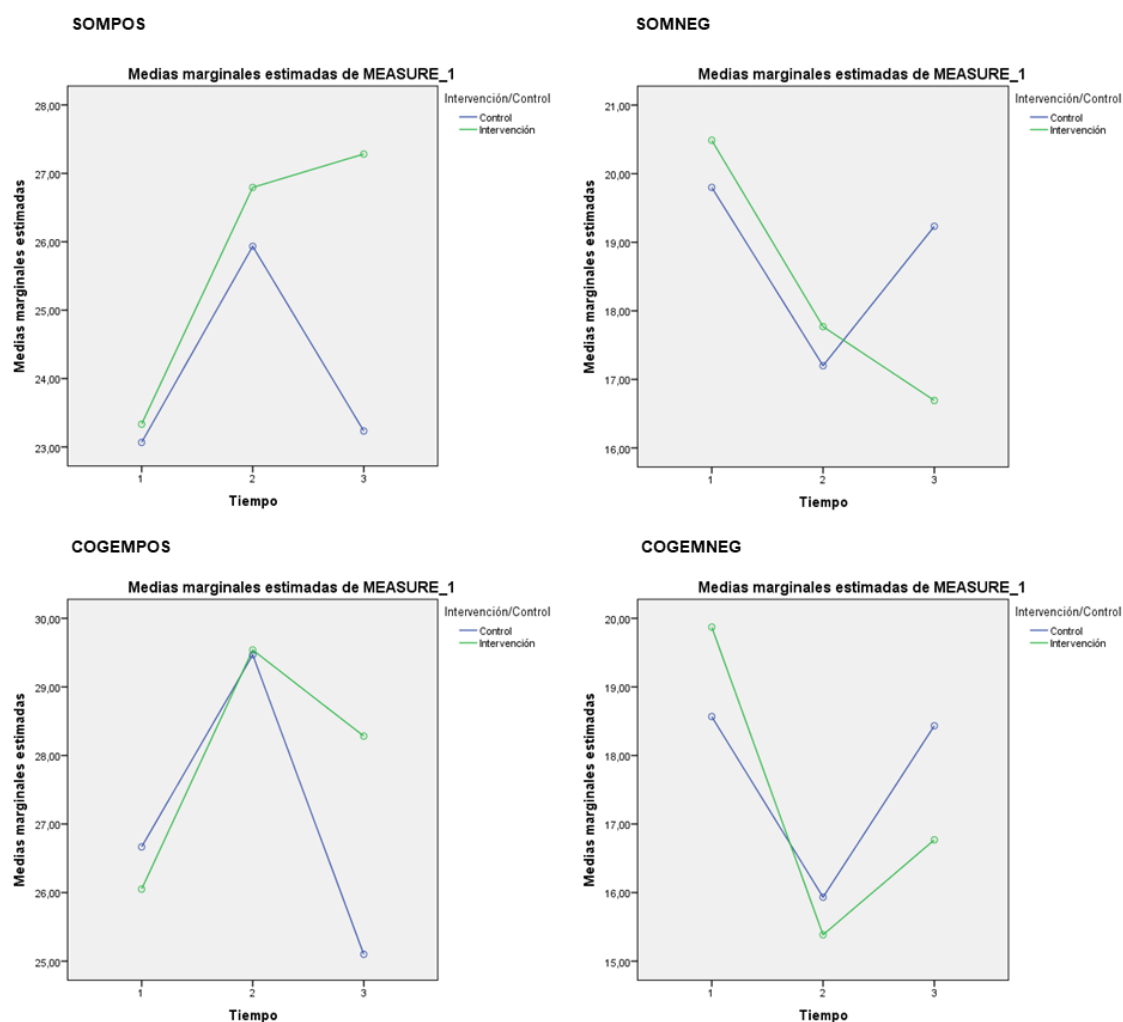 SOMPOS
Medias marginales estimadas de MEASURE_1
Intervención/Control
Control
Intervención
Medias marginales estimadas
28,00
27,00
26,00
25,00
24,00
23,00
1 2 3
Tiempo
SOMNEG
Medias marginales estimadas de MEASURE_1
Intervención/Control
Control
Intervención
Medias marginales estimadas
21,00
20,00
19,00
18,00
17,00
16,00
1 2 3
Tiempo
COGEMPOS
Medias marginales estimadas de MEASURE_1
Intervención/Control
Control
Intervención
Medias marginales estimadas
30,00
29,00
28,00
27,00
26,00
25,00
1 2 3
Tiempo
COGEMNEG
Medias marginales estimadas de MEASURE_1
Intervención/Control
Control
Intervención
Medias marginales estimadas
20,00
19,00
18,00
17,00
16,00
15,00
1 2 3
Tiempo